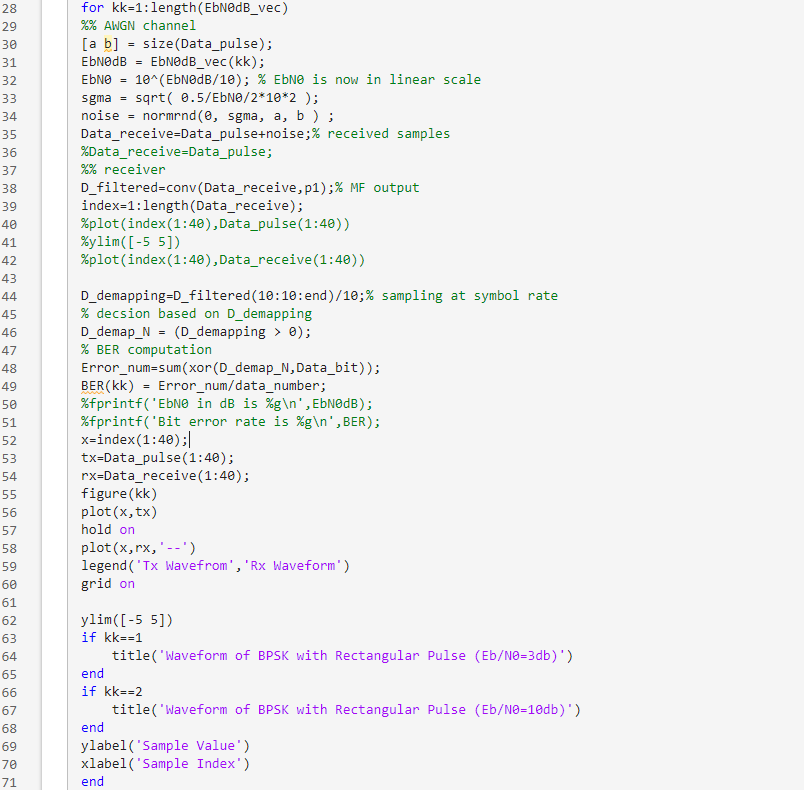 28 for kk=1:length(EbN0dB_vec)
29 %% AWGN channel
30 [a b] = size(Data_pulse);
31 EbN0dB = EbN0dB_vec(kk);
32 EbN0 = 10^(EbN0dB/10); % EbN0 is now in linear scale
33 sgma = sqrt( 0.5/EbN0/2*10*2 );
34 noise = normrnd(0, sgma, a, b ) ;
35 Data_receive=Data_pulse+noise;% received samples
36 %Data_receive=Data_pulse;
37 %% receiver
38 D_filtered=conv(Data_receive,p1);% MF output
39 index=1:length(Data_receive);
40 %plot(index(1:40),Data_pulse(1:40))
41 %ylim([-5 5])
42 %plot(index(1:40),Data_receive(1:40))
43
44 D_demapping=D_filtered(10:10:end)/10;% sampling at symbol rate
45 % decsion based on D_demapping
46 D_demap_N = (D_demapping > 0);
47 % BER computation
48 Error_num=sum(xor(D_demap_N,Data_bit));
49 BER(kk) = Error_num/data_number;
50 %fprintf('EbN0 in dB is %g\n',EbN0dB);
51 %fprintf('Bit error rate is %g\n',BER);
52 x=index(1:40);
53 tx=Data_pulse(1:40);
54 rx=Data_receive(1:40);
55 figure(kk)
56 plot(x,tx)
57 hold on
58 plot(x,rx,'--')
59 legend('Tx Wavefrom','Rx Waveform')
60 grid on
61
62 ylim([-5 5])
63 if kk==1
64 title('Waveform of BPSK with Rectangular Pulse (Eb/N0=3db)')
65 end
66 if kk==2
67 title('Waveform of BPSK with Rectangular Pulse (Eb/N0=10db)')
68 end
69 ylabel('Sample Value')
70 xlabel('Sample Index')
71 end